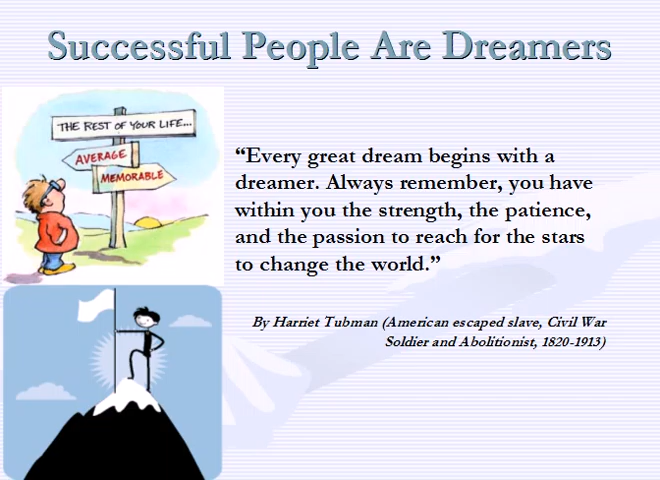 Successful People Are Dreamers
THE REST OF YOUR LIFE...
AVERAGE
MEMORABLE
“Every great dream begins with a
dreamer. Always remember, you have
within you the strength, the patience,
and the passion to reach for the stars
to change the world.”
By Harriet Tubman (American escaped slave, Civil War
Soldier and Abolitionist, 1820-1913)